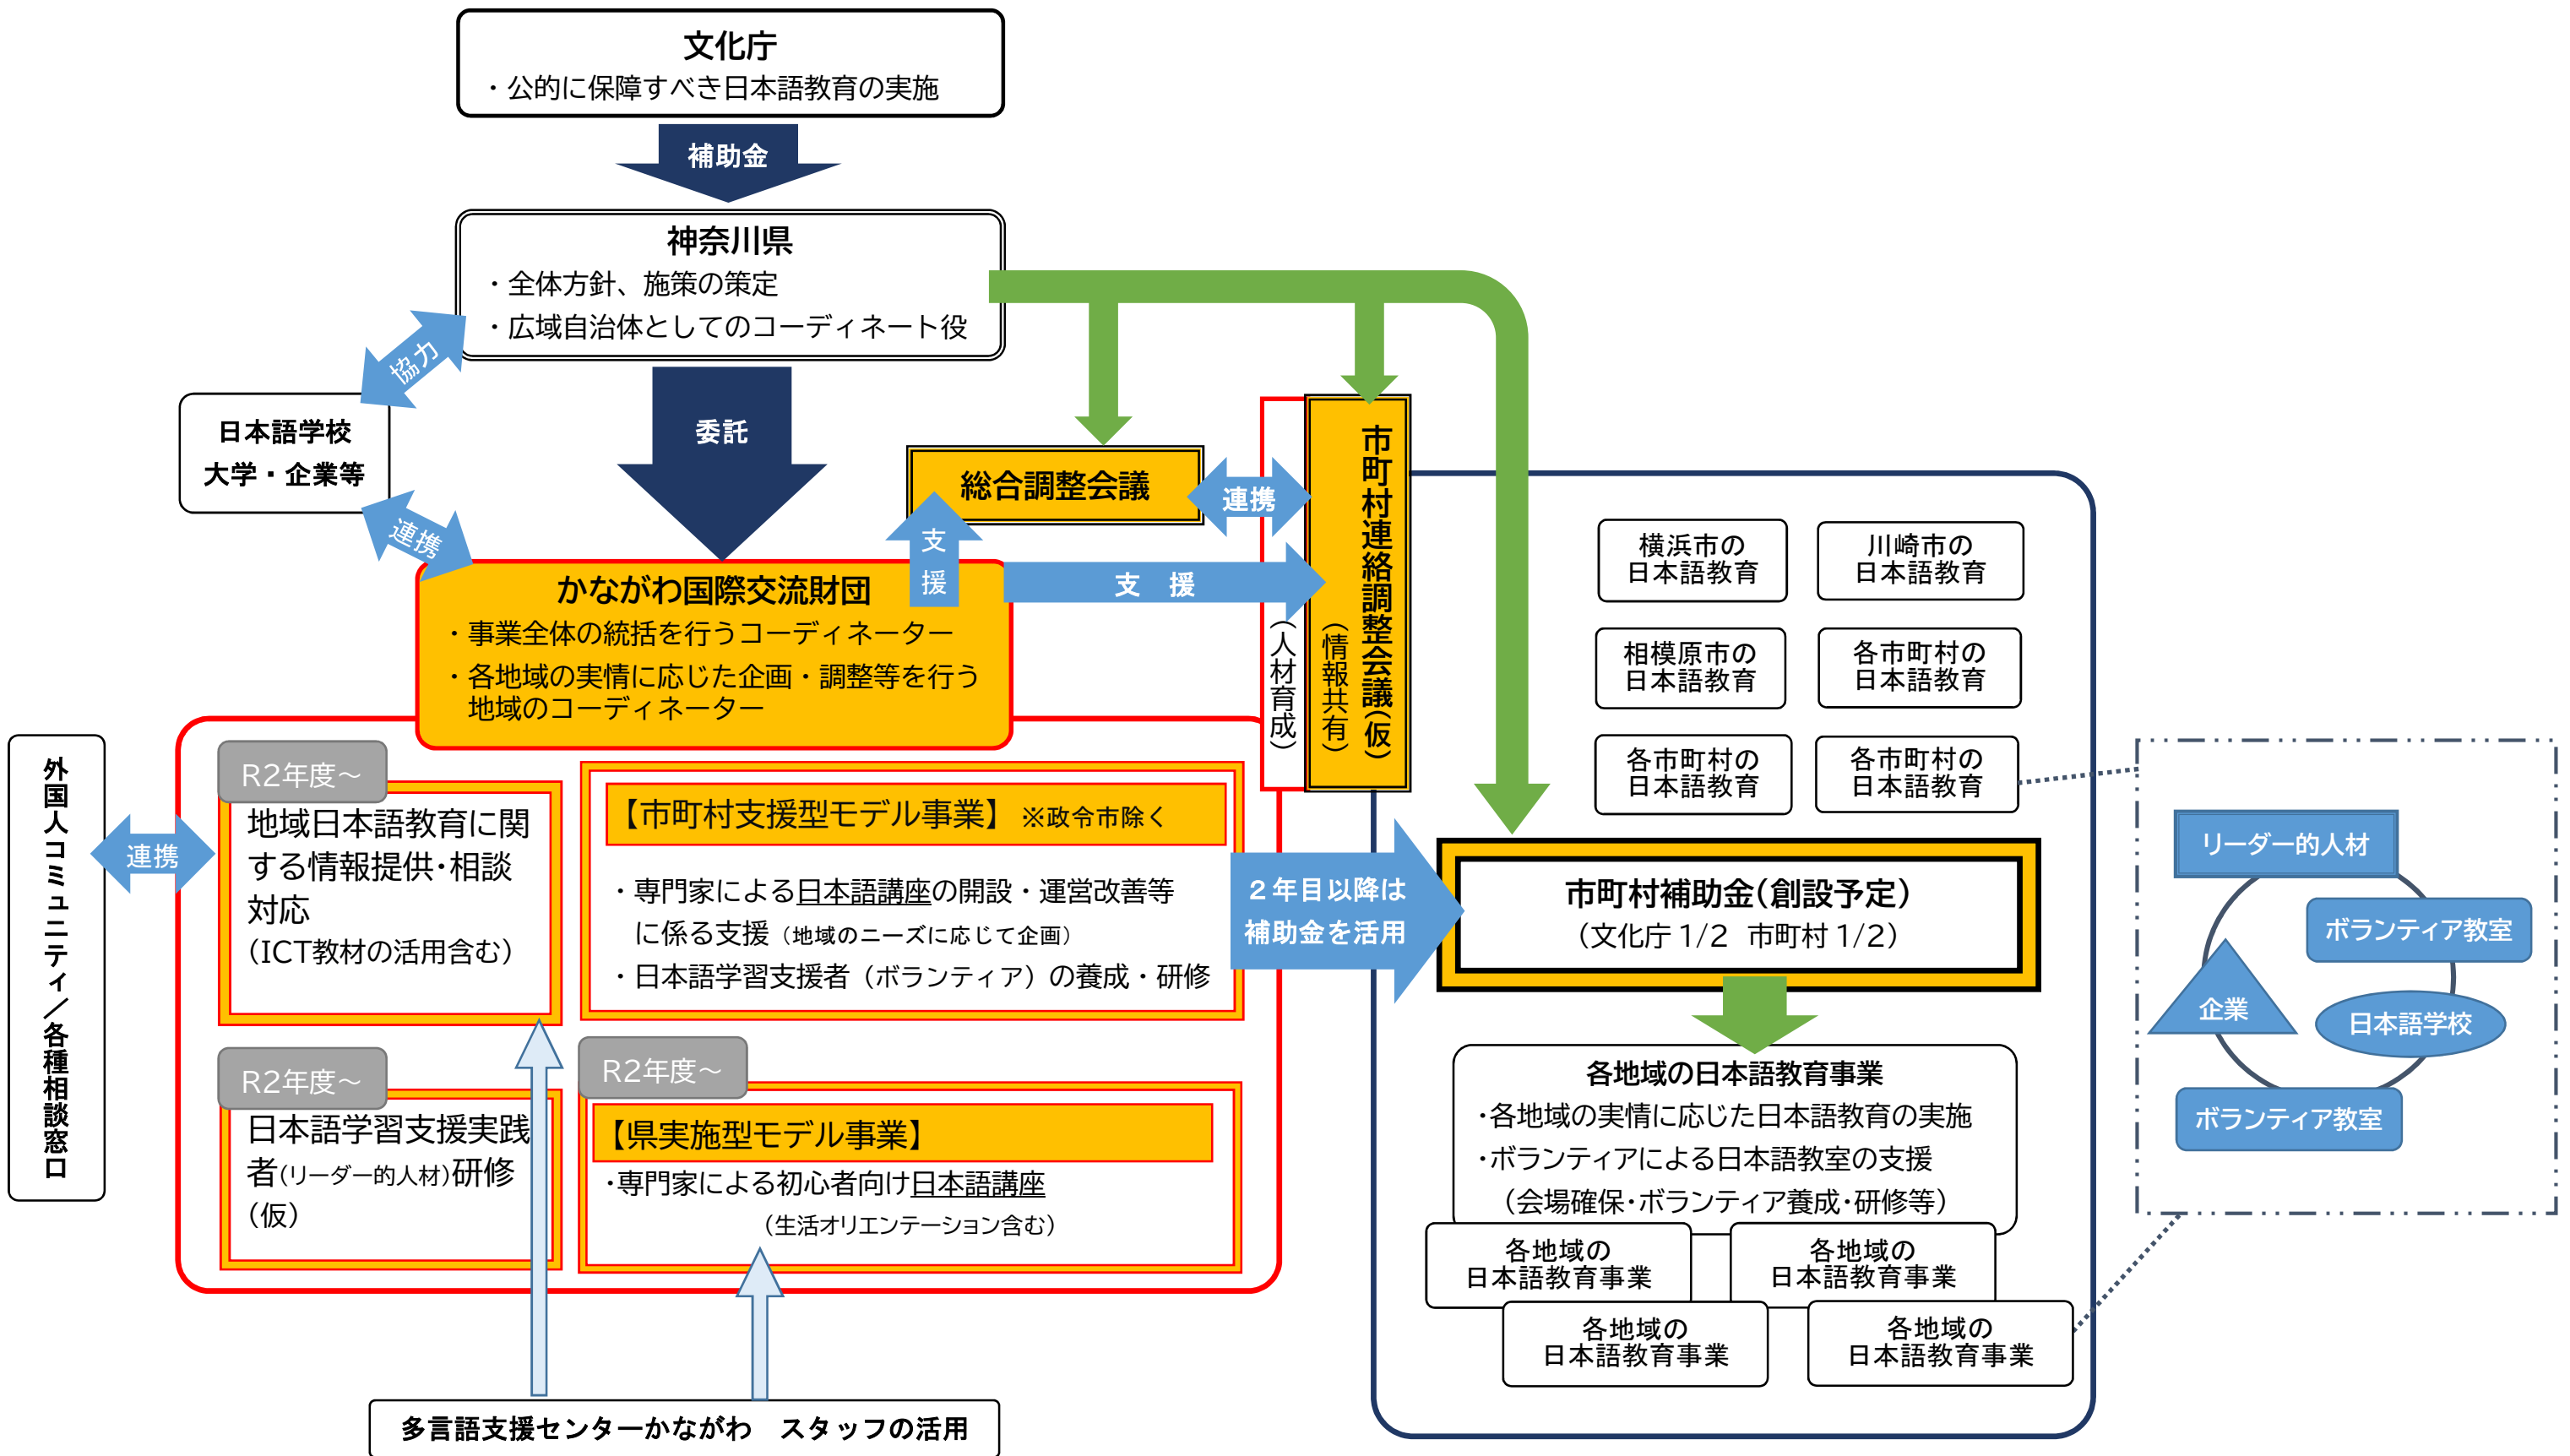 文化庁
・公的に保障すべき日本語教育の実施
補助金
神奈川県
・全体方針、施策の策定
・広域自治体としてのコーディネート役
協力
日本語学校
大学・企業等
連携
委託
総合調整会議
連携
市町村連絡調整会議（仮）
（情報共有）
（人材育成）
支援
支　援
かながわ国際交流財団
・事業全体の統括を行うコーディネーター
・各地域の実情に応じた企画・調整等を行う
地域のコーディネーター
外国人コミュニティ／各種相談窓口
連携
R2年度～
地域日本語教育に関
する情報提供・相談
対応
（ICT教材の活用含む）
【市町村支援型モデル事業】 ※政令市除く
・専門家による日本語講座の開設・運営改善等
に係る支援（地域のニーズに応じて企画）
・日本語学習支援者（ボランティア）の養成・研修
R2年度～
日本語学習支援実践
者（リーダー的人材）研修
（仮）
R2年度～
【県実施型モデル事業】
・専門家による初心者向け日本語講座
（生活オリエンテーション含む）
多言語支援センターかながわ　スタッフの活用
２年目以降は
補助金を活用
横浜市の
日本語教育
川崎市の
日本語教育
相模原市の
日本語教育
各市町村の
日本語教育
各市町村の
日本語教育
各市町村の
日本語教育
市町村補助金（創設予定）
（文化庁 1/2　市町村 1/2）
各地域の日本語教育事業
・各地域の実情に応じた日本語教育の実施
・ボランティアによる日本語教室の支援
（会場確保・ボランティア養成・研修等）
各地域の
日本語教育事業
各地域の
日本語教育事業
各地域の
日本語教育事業
各地域の
日本語教育事業
リーダー的人材
ボランティア教室
企業
日本語学校
ボランティア教室